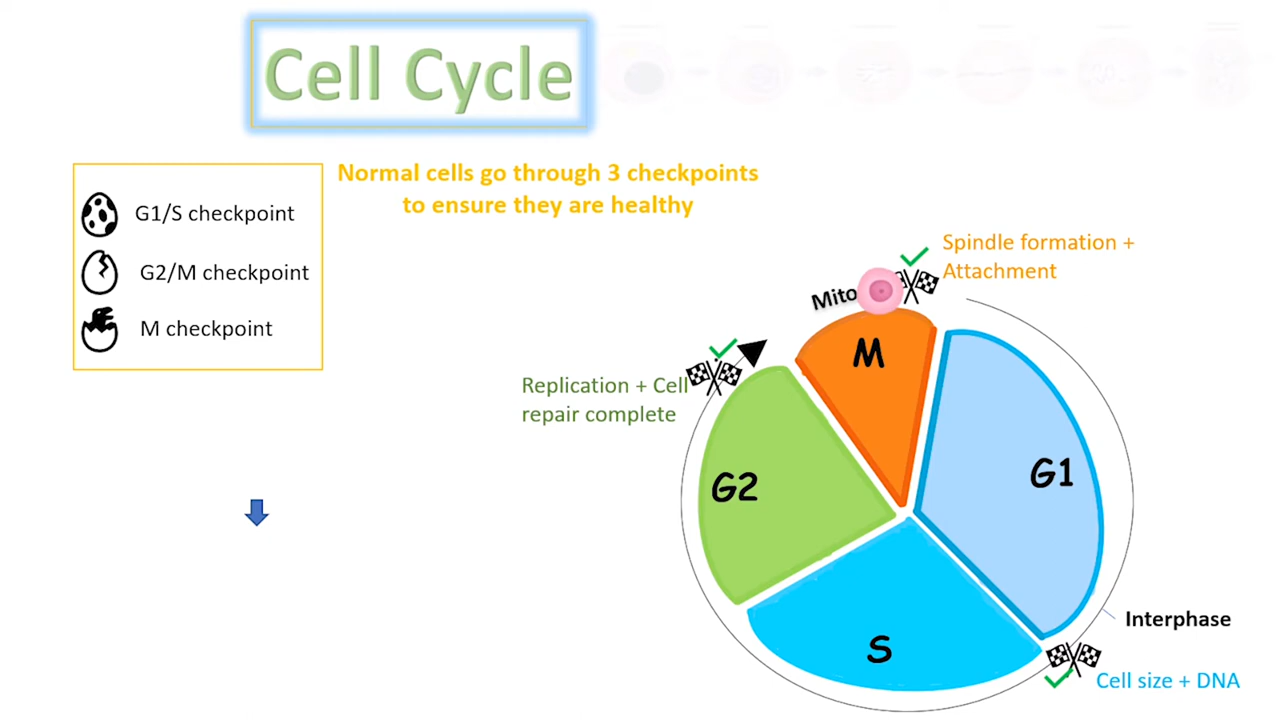 Cell Cycle
Normal cells go through 3 checkpoints
to ensure they are healthy
G1/S checkpoint
G2/M checkpoint
M checkpoint
Spindle formation +
Attachment
Mito
M
Replication + Cell
repair complete
G2
G1
S
Interphase
Cell size + DNA